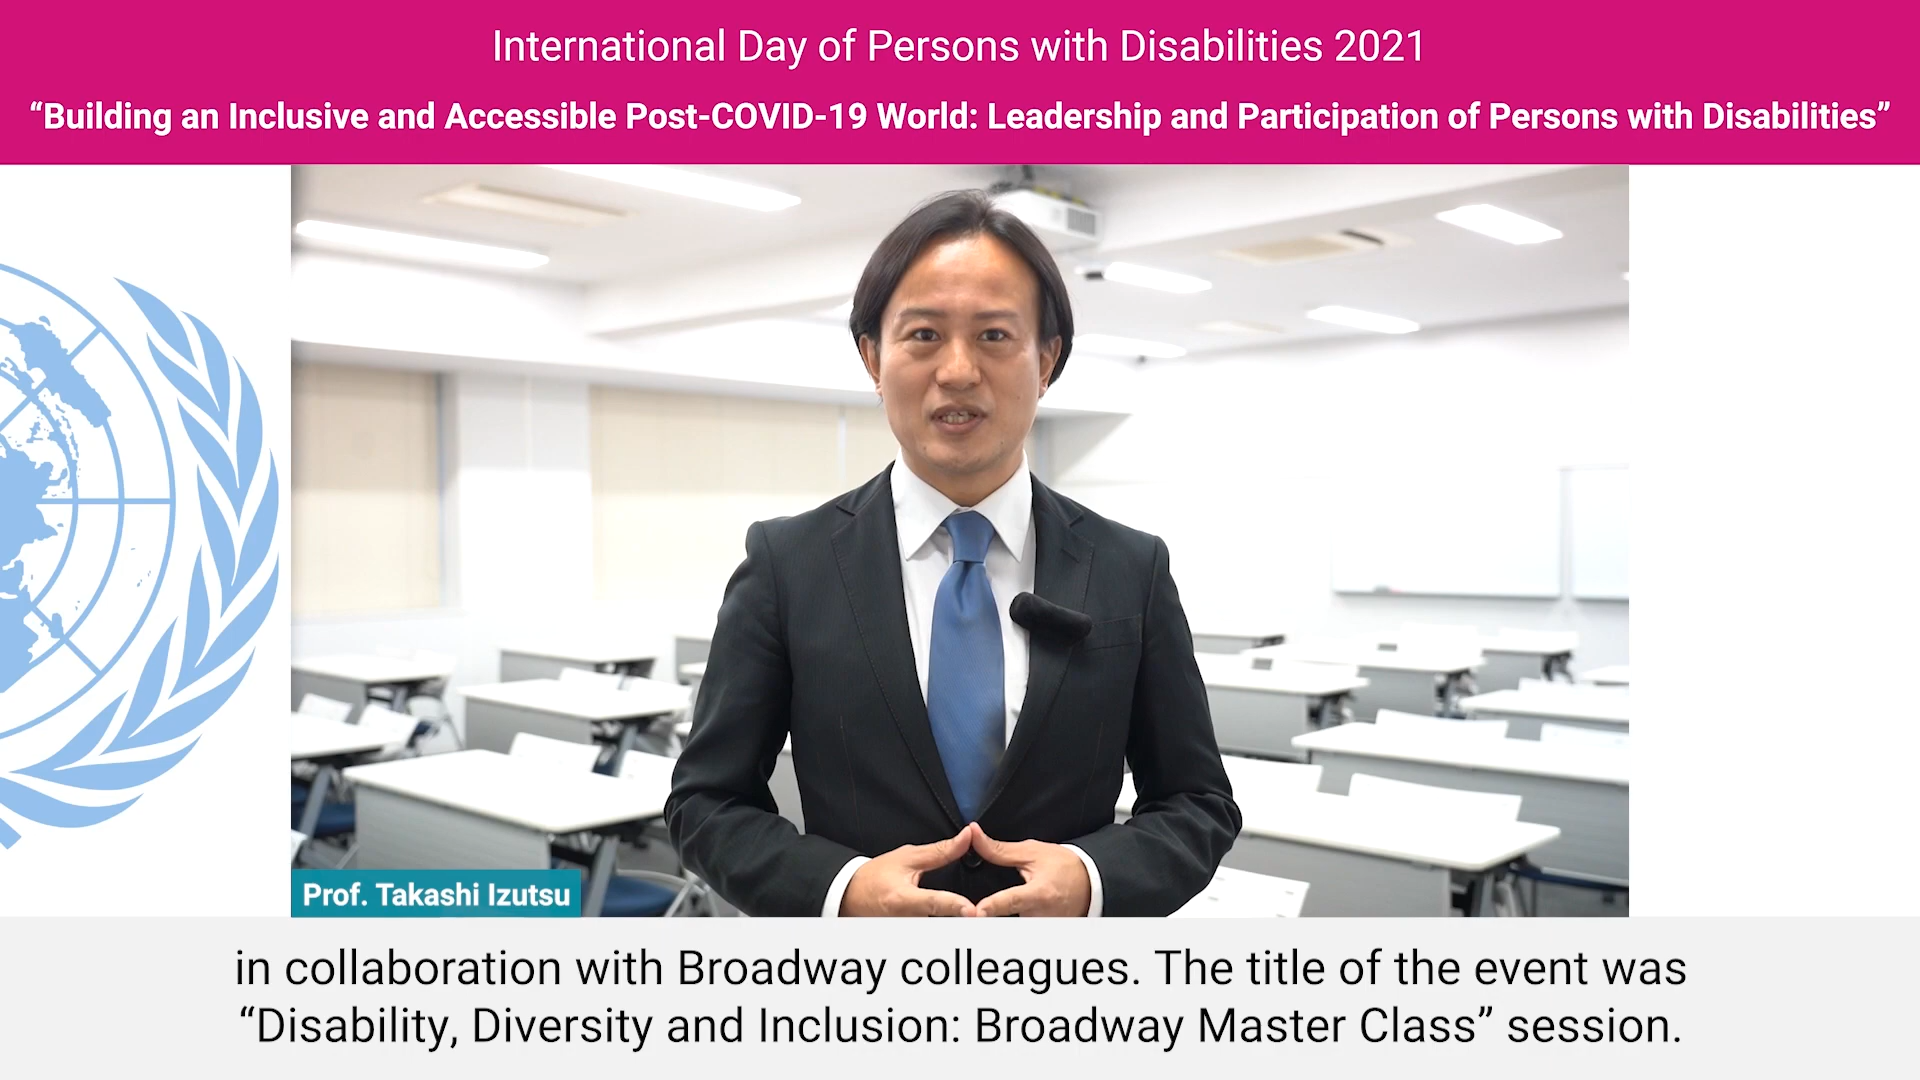 International Day of Persons with Disabilities 2021
“Building an Inclusive and Accessible Post-COVID-19 World: Leadership and Participation of Persons with Disabilities”
Prof. Takashi Izutsu
in collaboration with Broadway colleagues. The title of the event was
“Disability, Diversity and Inclusion: Broadway Master Class” session.